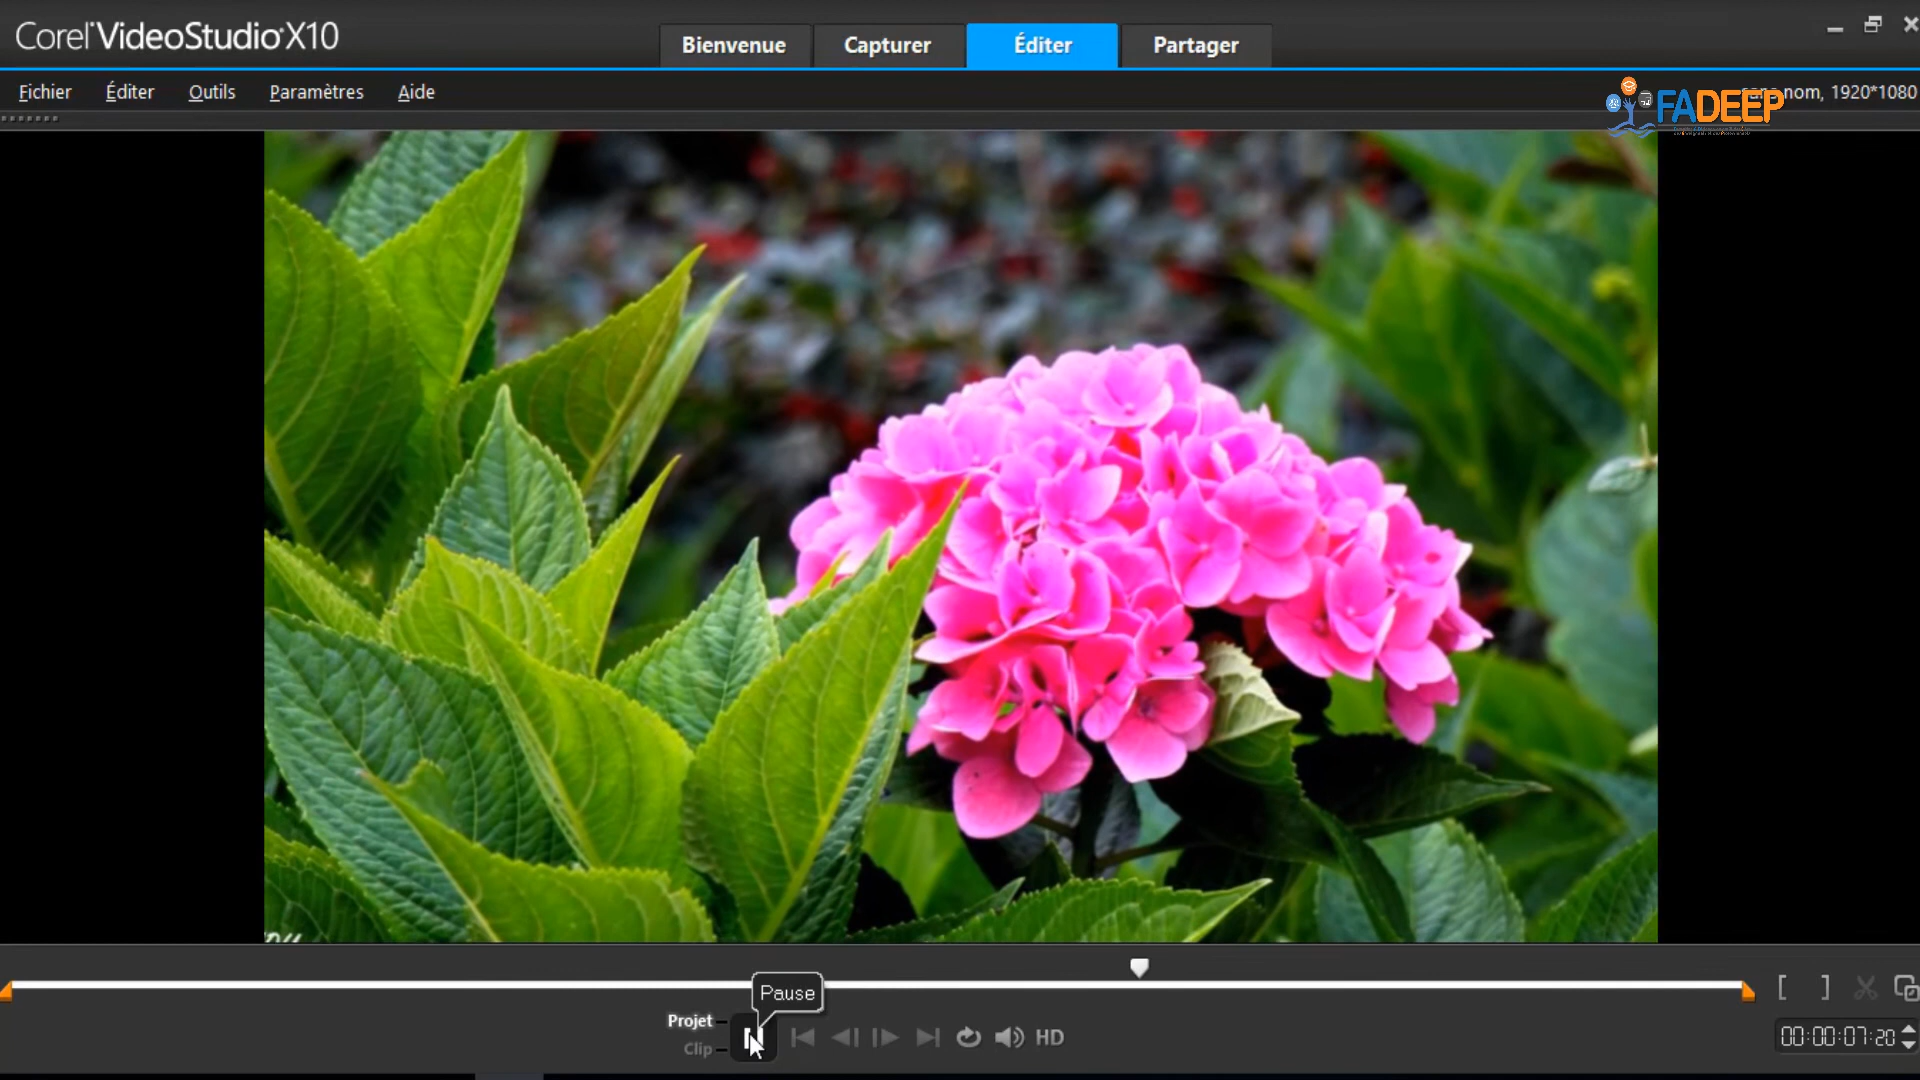 Corel VideoStudio X10
Bienvenue
Capturer
Éditer
Partager
Fichier
Éditer
Outils
Paramètres
Aide
FADEEP
nom, 1920*1080
Pause
Projet
Clip
HD
00:00:07:20